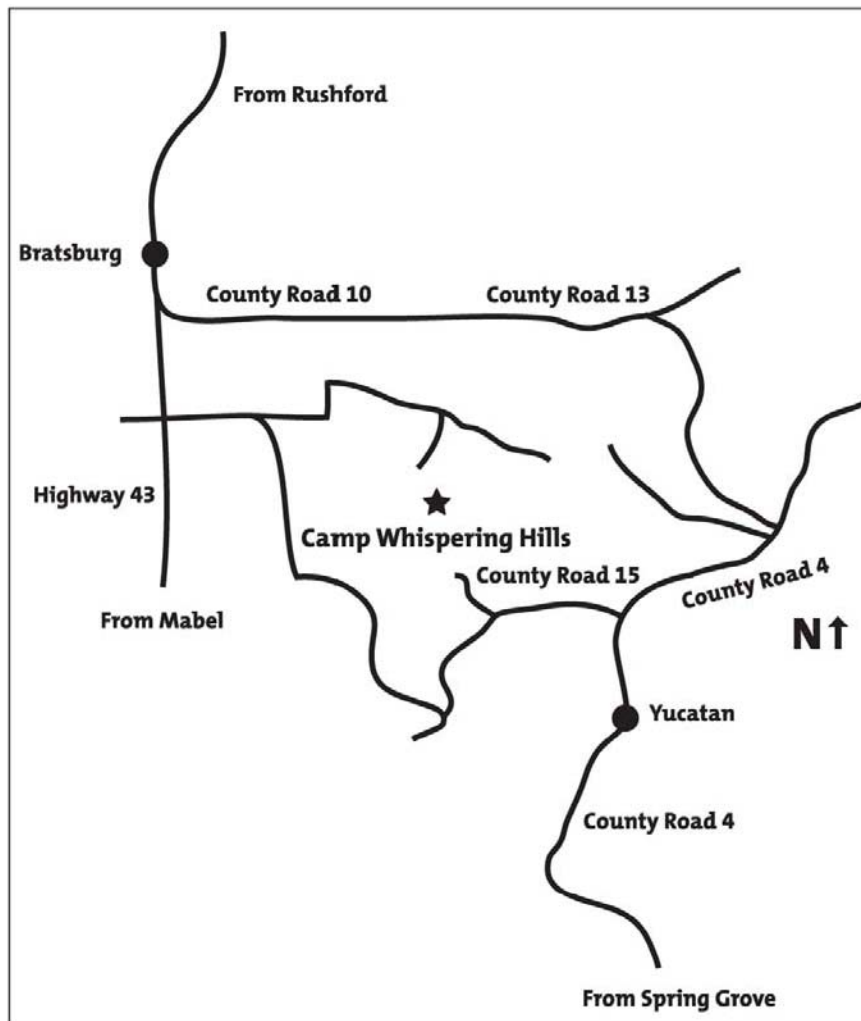 From Rushford
Bratsburg
County Road 10
County Road 13
Highway 43
Camp Whispering Hills
County Road 15
County Road 4
From Mabel
N
Yucatan
County Road 4
From Spring Grove